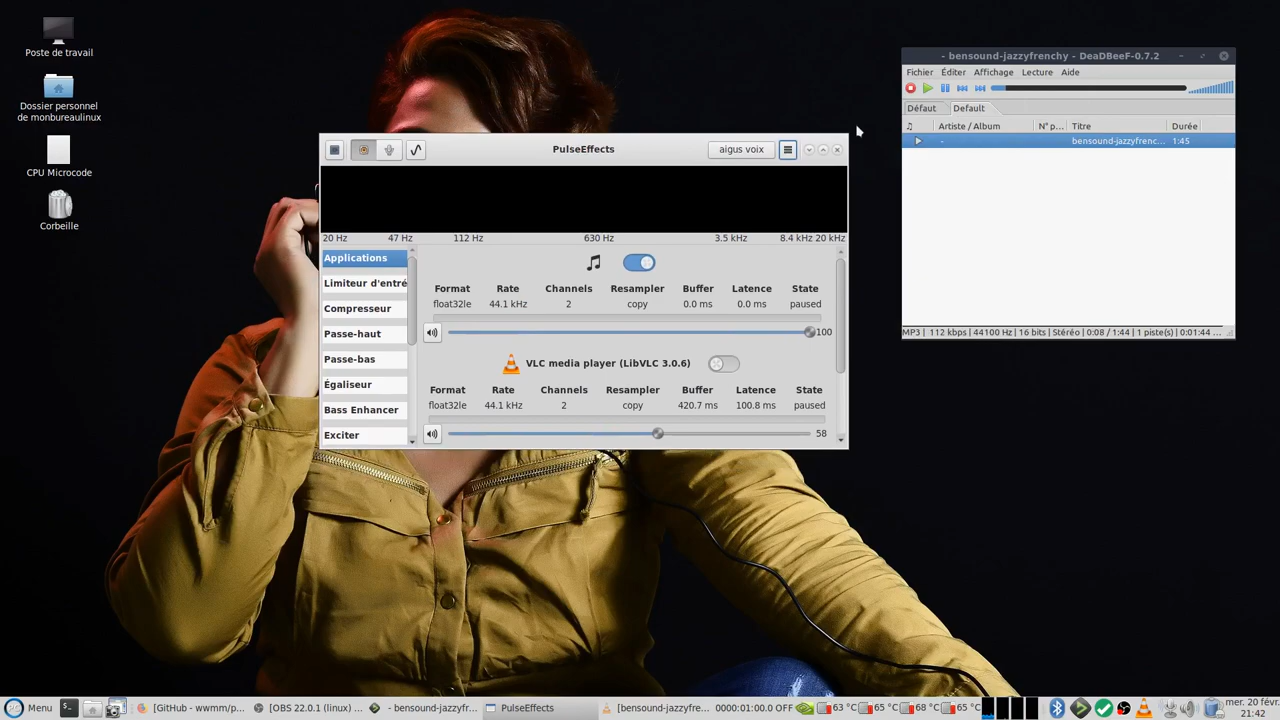 Poste de travail
Dossier personnel
de monbureaulinux
CPU Microcode
Corbeille
PulseEffects
aigus voix
20 Hz 47 Hz 112 Hz 630 Hz 3.5 kHz 8.4 kHz 20 kHz
Applications
Limiteur d'entré
Compresseur
Passe-haut
Passe-bas
Égaliseur
Bass Enhancer
Exciter
Format Rate Channels Resampler Buffer Latence State
float32le 44.1 kHz 2 copy 0.0 ms 0.0 ms paused
100
VLC media player (LibVLC 3.0.6)
Format Rate Channels Resampler Buffer Latence State
float32le 44.1 kHz 2 copy 420.7 ms 100.8 ms paused
58
- bensound-jazzyfrenchy - DeaDBeeF-0.7.2
Fichier Éditer Affichage Lecture Aide
Défaut Default
Artiste / Album N° p... Titre Durée
- bensound-jazzyfrenc... 1:45
MP3 | 112 kbps | 44100 Hz | 16 bits | Stéréo | 0:08 / 1:44 | 1 piste(s) | 0:01:44 ...
Menu [GitHub - wwmm/p... [OBS 22.0.1 (linux) ... - bensound-jazzyfr... PulseEffects [bensound-jazzyfre... 0000:01:00.0 OFF 63 °C 65 °C 68 °C 65 °C
mer. 20 févr.
21:42